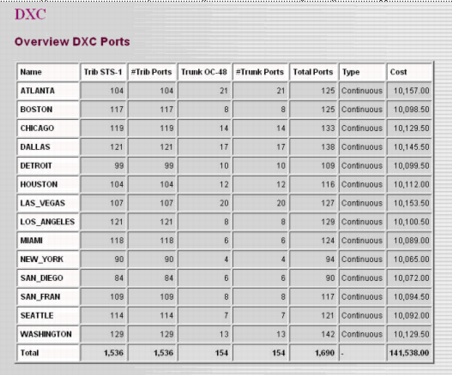 DXC
Overview DXC Ports
Name Trib STS-1 #Trib Ports Trunk OC-48 #Trunk Ports Total Ports Type Cost
ATLANTA 104 104 21 21 125 Continuous 10,157.00
BOSTON 117 117 8 8 125 Continuous 10,098.50
CHICAGO 119 119 14 14 133 Continuous 10,129.50
DALLAS 121 121 17 17 138 Continuous 10,145.50
DETROIT 99 99 10 10 109 Continuous 10,099.50
HOUSTON 104 104 12 12 116 Continuous 10,112.00
LAS_VEGAS 107 107 20 20 127 Continuous 10,153.50
LOS_ANGELES 121 121 8 8 129 Continuous 10,100.50
MIAMI 118 118 6 6 124 Continuous 10,089.00
NEW_YORK 90 90 4 4 94 Continuous 10,065.00
SAN_DIEGO 84 84 6 6 90 Continuous 10,072.00
SAN_FRAN 109 109 8 8 117 Continuous 10,094.50
SEATTLE 114 114 7 7 121 Continuous 10,092.00
WASHINGTON 129 129 13 13 142 Continuous 10,129.50
Total 1,536 1,536 154 154 1,690 - 141,538.00